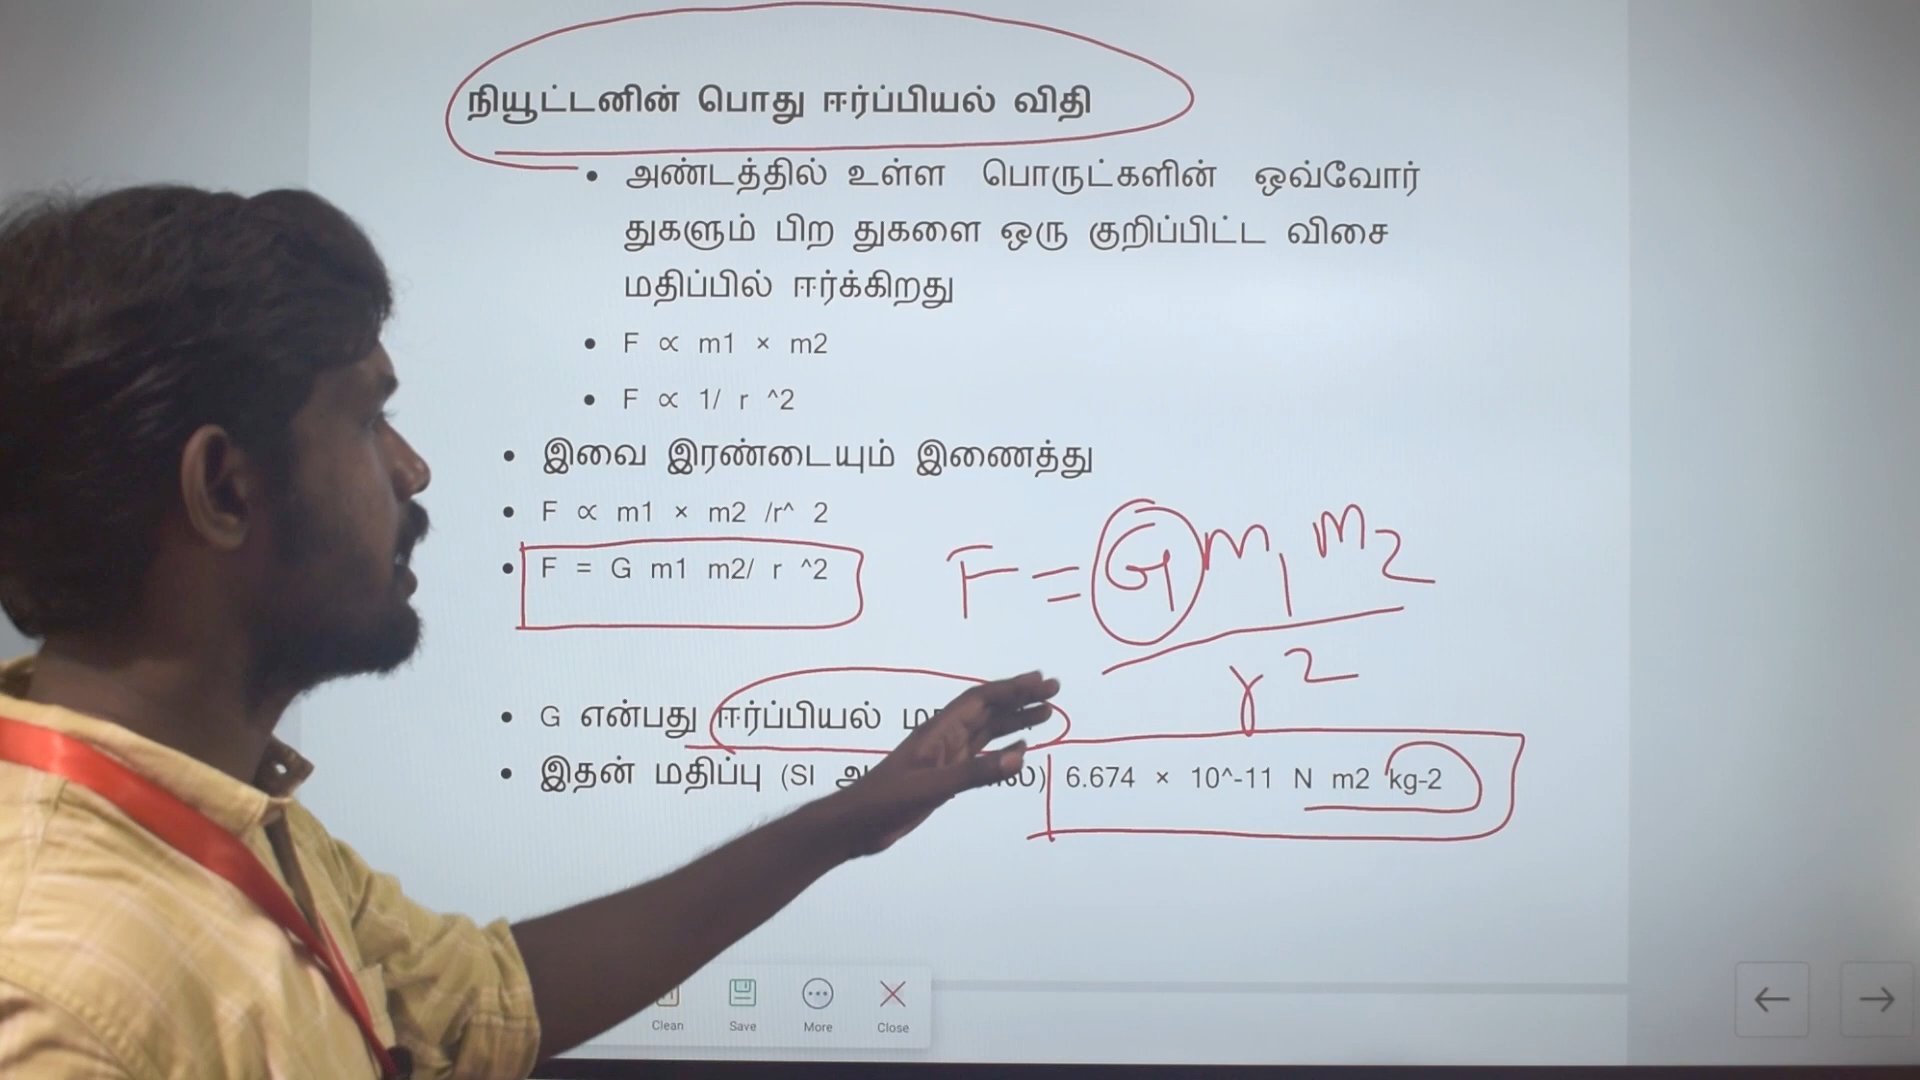 நியூட்டனின் பொது ஈர்ப்பியல் விதி
• அண்டத்தில் உள்ள பொருட்களின் ஒவ்வோர்
துகளும் பிற துகளை ஒரு குறிப்பிட்ட விசை
மதிப்பில் ஈர்க்கிறது
• F ∝ m1 × m2
• F ∝ 1/ r ^2
• இவை இரண்டையும் இணைத்து
• F ∝ m1 × m2 /r^ 2
• F = G m1 m2/ r ^2
F = G m1 m2
r 2
• G என்பது ஈர்ப்பியல்
• இதன் மதிப்பு (SI 6.674 × 10^-11 N m2 kg-2
Clean Save More Close